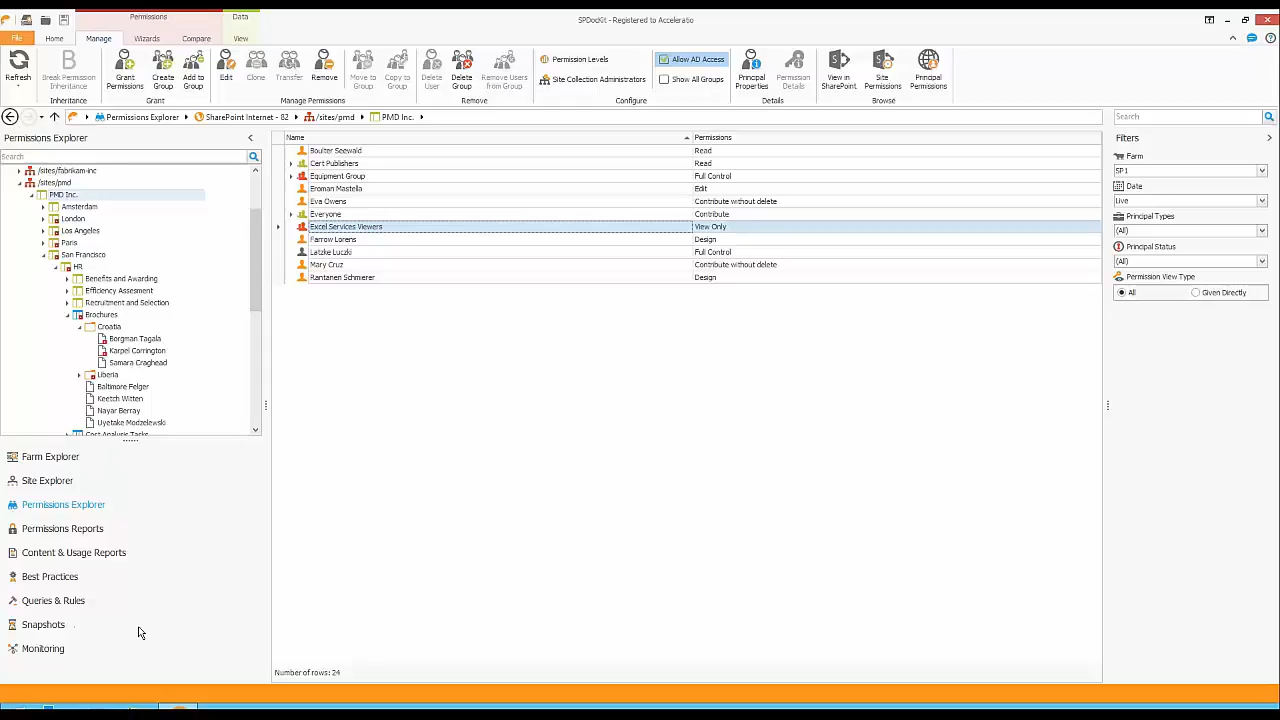 Permissions
Data
SPDocKit - Registered to Acceleratio
File
Home
Manage
Wizards
Compare
View
Refresh
Break Permission Inheritance
Grant Permissions
Create Group
Add to Group
Edit
Clone
Transfer
Remove
Move to Group
Copy to Group
Delete User
Delete Group
Remove Users from Group
Permission Levels
Site Collection Administrators
Allow AD Access
Show All Groups
Principal Properties
Permission Details
View in SharePoint
Site Permissions
Principal Permissions
Inheritance
Grant
Manage Permissions
Remove
Configure
Details
Browse
Permissions Explorer
SharePoint Internet - 82
/sites/pmd
PMD Inc.
Search
Permissions Explorer
Search
/sites/fabrikam-inc
/sites/pmd
PMD Inc.
Amsterdam
London
Los Angeles
Paris
San Francisco
HR
Benefits and Awarding
Efficiency Assesment
Recruitment and Selection
Brochures
Croatia
Borgman Tagala
Karpel Corrington
Samara Craghead
Liberia
Baltimore Felger
Keetch Witten
Nayar Berray
Uyetake Modzelewski
Cost Analysis Tasks
Farm Explorer
Site Explorer
Permissions Explorer
Permissions Reports
Content & Usage Reports
Best Practices
Queries & Rules
Snapshots
Monitoring
Name Permissions
Boulter Seewald Read
Cert Publishers Read
Equipment Group Full Control
Eroman Mastella Edit
Eva Owens Contribute without delete
Everyone Contribute
Excel Services Viewers View Only
Farrow Lorens Design
Latzke Luczki Full Control
Mary Cruz Contribute without delete
Rantanen Schmierer Design
Number of rows: 24
Filters
Farm
SP1
Date
Live
Principal Types
(All)
Principal Status
(All)
Permission View Type
All
Given Directly